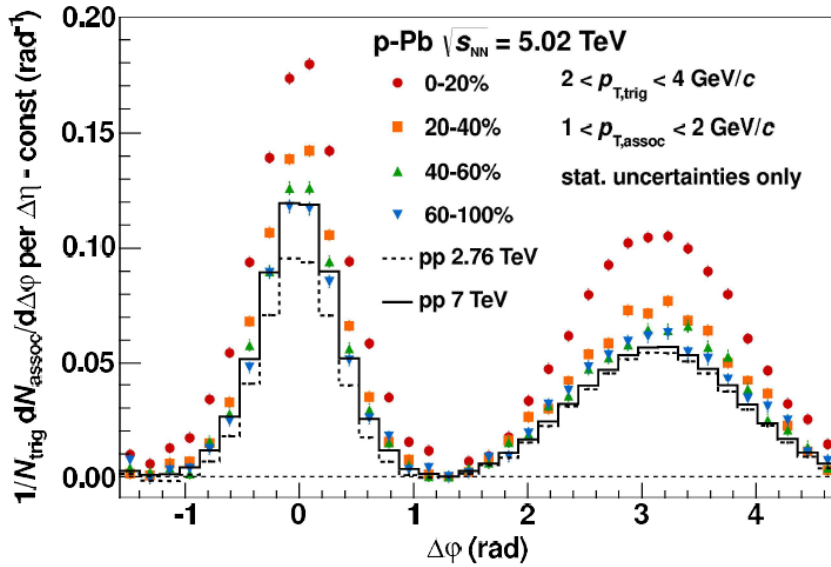 1/N_trig dN_assoc/dΔφ per Δη - const (rad⁻¹)
0.20
0.15
0.10
0.05
0.00
p-Pb √s_NN = 5.02 TeV
0-20%
20-40%
40-60%
60-100%
pp 2.76 TeV
pp 7 TeV
2 < p_T,trig < 4 GeV/c
1 < p_T,assoc < 2 GeV/c
stat. uncertainties only
-1 0 1 2 3 4
Δφ (rad)